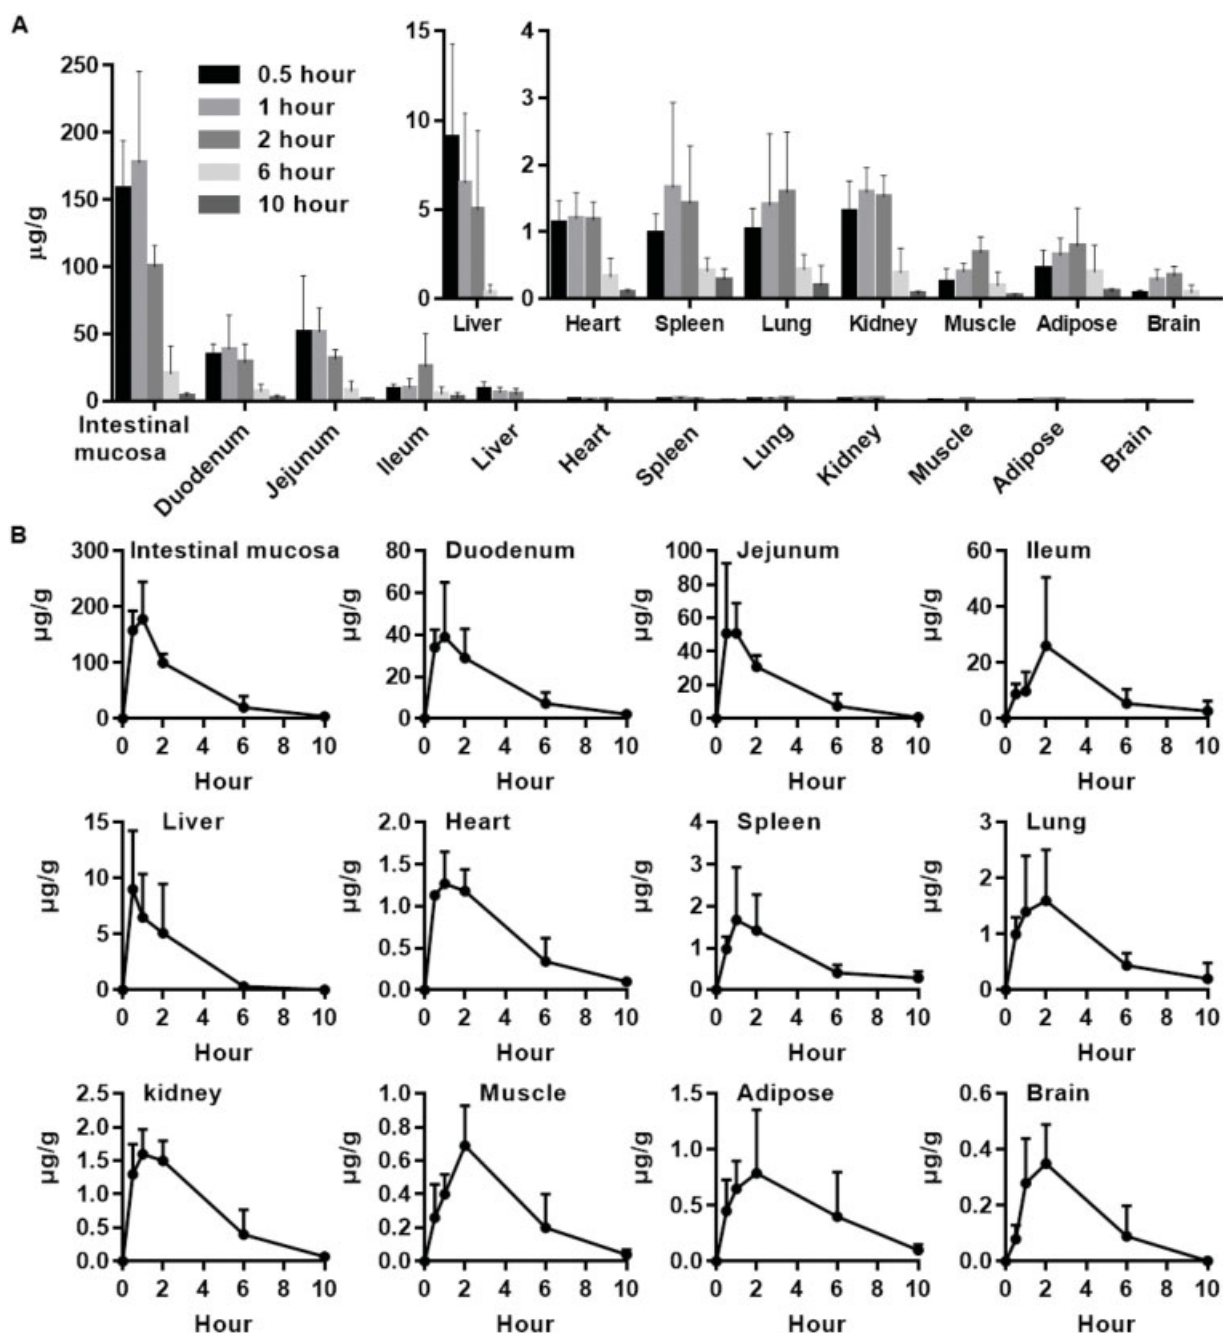 A
15
4
250
0.5 hour
200
1 hour
3
2 hour
10
150
6 hour
2
µg/g
10 hour
100
5
1
50
0
0
Liver
Heart
Spleen
Lung
Kidney
Muscle
Adipose
Brain
0
Intestinal
mucosa
Duodenum
Jejunum
Ileum
Liver
Heart
Spleen
Lung
Kidney
Muscle
Adipose
Brain
B
Intestinal mucosa
µg/g
300
200
100
0
0 2 4 6 8 10
Hour
Duodenum
µg/g
80
60
40
20
0
0 2 4 6 8 10
Hour
Jejunum
µg/g
100
80
60
40
20
0
0 2 4 6 8 10
Hour
Ileum
µg/g
60
40
20
0
0 2 4 6 8 10
Hour
Liver
µg/g
15
10
5
0
0 2 4 6 8 10
Hour
Heart
µg/g
2.0
1.5
1.0
0.5
0.0
0 2 4 6 8 10
Hour
Spleen
µg/g
4
3
2
1
0
0 2 4 6 8 10
Hour
Lung
µg/g
3
2
1
0
0 2 4 6 8 10
Hour
kidney
µg/g
2.5
2.0
1.5
1.0
0.5
0.0
0 2 4 6 8 10
Hour
Muscle
µg/g
1.0
0.8
0.6
0.4
0.2
0.0
0 2 4 6 8 10
Hour
Adipose
µg/g
1.5
1.0
0.5
0.0
0 2 4 6 8 10
Hour
Brain
µg/g
0.6
0.4
0.2
0.0
0 2 4 6 8 10
Hour